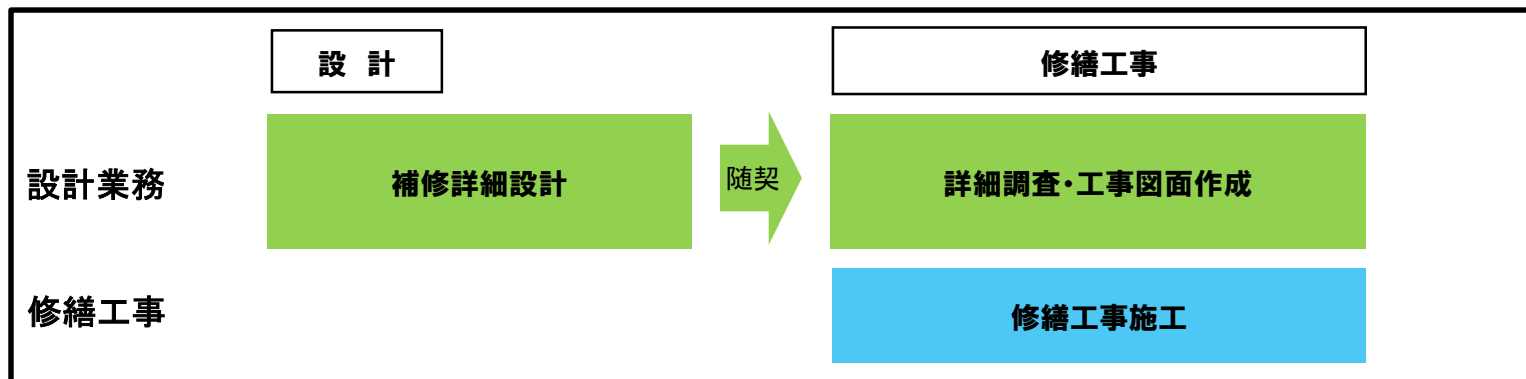 設 計
修繕工事
設計業務
補修詳細設計
随契
詳細調査・工事図面作成
修繕工事
修繕工事施工